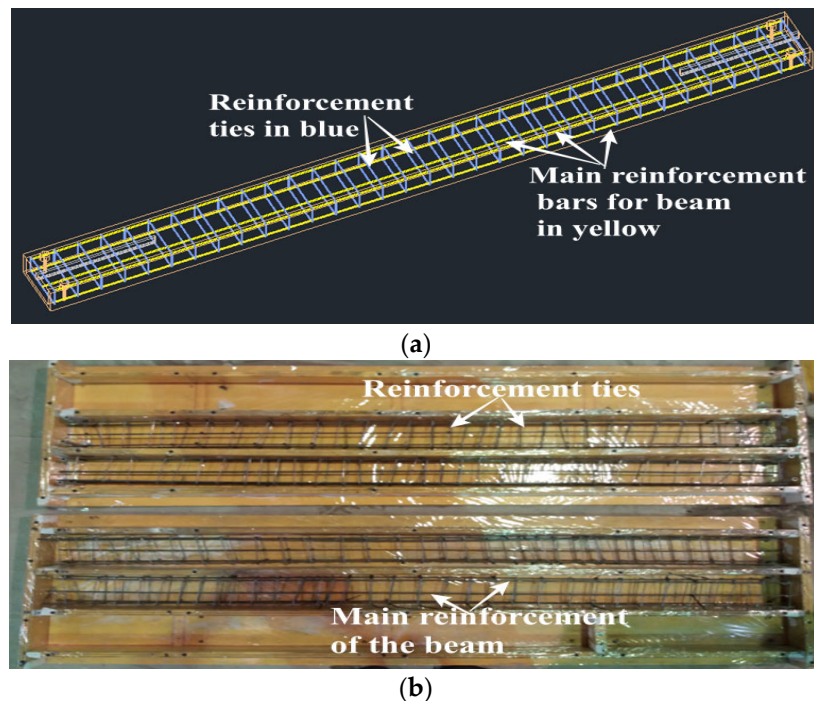 Reinforcement
ties in blue
Main reinforcement
bars for beam
in yellow
(a)
Reinforcement ties
Main reinforcement
of the beam
(b)